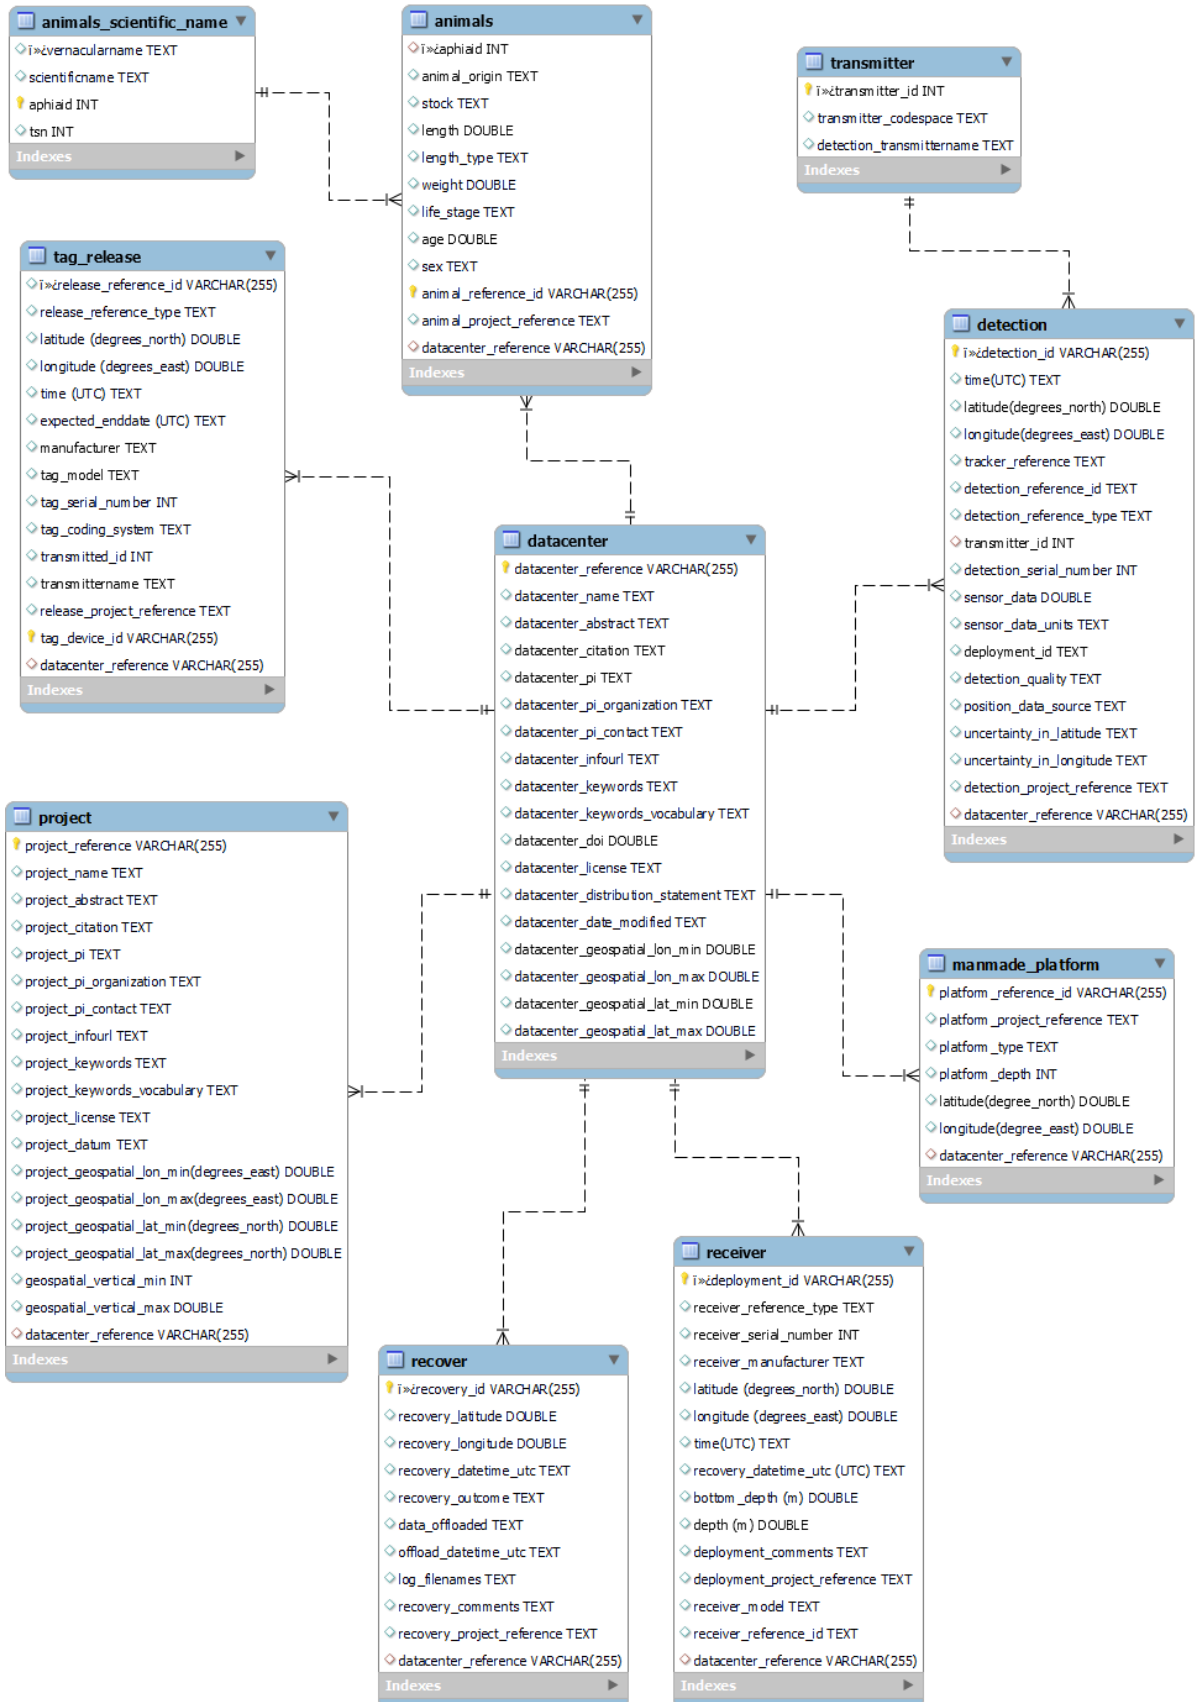 animals_scientific_name
ï»¿vernacularname TEXT
scientificname TEXT
aphiaid INT
tsn INT
Indexes
animals
ï»¿aphiaid INT
animal_origin TEXT
stock TEXT
length DOUBLE
length_type TEXT
weight DOUBLE
life_stage TEXT
age DOUBLE
sex TEXT
animal_reference_id VARCHAR(255)
animal_project_reference TEXT
datacenter_reference VARCHAR(255)
Indexes
transmitter
ï»¿transmitter_id INT
transmitter_codespace TEXT
detection_transmittername TEXT
Indexes
tag_release
ï»¿release_reference_id VARCHAR(255)
release_reference_type TEXT
latitude (degrees_north) DOUBLE
longitude (degrees_east) DOUBLE
time (UTC) TEXT
expected_enddate (UTC) TEXT
manufacturer TEXT
tag_model TEXT
tag_serial_number INT
tag_coding_system TEXT
transmitted_id INT
transmittername TEXT
release_project_reference TEXT
tag_device_id VARCHAR(255)
datacenter_reference VARCHAR(255)
Indexes
detection
ï»¿detection_id VARCHAR(255)
time(UTC) TEXT
latitude(degrees_north) DOUBLE
longitude(degrees_east) DOUBLE
tracker_reference TEXT
detection_reference_id TEXT
detection_reference_type TEXT
transmitter_id INT
detection_serial_number INT
sensor_data DOUBLE
sensor_data_units TEXT
deployment_id TEXT
detection_quality TEXT
position_data_source TEXT
uncertainty_in_latitude TEXT
uncertainty_in_longitude TEXT
detection_project_reference TEXT
datacenter_reference VARCHAR(255)
Indexes
datacenter
datacenter_reference VARCHAR(255)
datacenter_name TEXT
datacenter_abstract TEXT
datacenter_citation TEXT
datacenter_pi TEXT
datacenter_pi_organization TEXT
datacenter_pi_contact TEXT
datacenter_infourl TEXT
datacenter_keywords TEXT
datacenter_keywords_vocabulary TEXT
datacenter_doi DOUBLE
datacenter_license TEXT
datacenter_distribution_statement TEXT
datacenter_date_modified TEXT
datacenter_geospatial_lon_min DOUBLE
datacenter_geospatial_lon_max DOUBLE
datacenter_geospatial_lat_min DOUBLE
datacenter_geospatial_lat_max DOUBLE
Indexes
project
project_reference VARCHAR(255)
project_name TEXT
project_abstract TEXT
project_citation TEXT
project_pi TEXT
project_pi_organization TEXT
project_pi_contact TEXT
project_infourl TEXT
project_keywords TEXT
project_keywords_vocabulary TEXT
project_license TEXT
project_datum TEXT
project_geospatial_lon_min(degrees_east) DOUBLE
project_geospatial_lon_max(degrees_east) DOUBLE
project_geospatial_lat_min(degrees_north) DOUBLE
project_geospatial_lat_max(degrees_north) DOUBLE
geospatial_vertical_min INT
geospatial_vertical_max DOUBLE
datacenter_reference VARCHAR(255)
Indexes
manmade_platform
platform_reference_id VARCHAR(255)
platform_project_reference TEXT
platform_type TEXT
platform_depth INT
latitude(degree_north) DOUBLE
longitude(degree_east) DOUBLE
datacenter_reference VARCHAR(255)
Indexes
recover
ï»¿recovery_id VARCHAR(255)
recovery_latitude DOUBLE
recovery_longitude DOUBLE
recovery_datetime_utc TEXT
recovery_outcome TEXT
data_offloaded TEXT
offload_datetime_utc TEXT
log_filenames TEXT
recovery_comments TEXT
recovery_project_reference TEXT
datacenter_reference VARCHAR(255)
Indexes
receiver
ï»¿deployment_id VARCHAR(255)
receiver_reference_type TEXT
receiver_serial_number INT
receiver_manufacturer TEXT
latitude (degrees_north) DOUBLE
longitude (degrees_east) DOUBLE
time(UTC) TEXT
recovery_datetime_utc (UTC) TEXT
bottom_depth (m) DOUBLE
depth (m) DOUBLE
deployment_comments TEXT
deployment_project_reference TEXT
receiver_model TEXT
receiver_reference_id TEXT
datacenter_reference VARCHAR(255)
Indexes